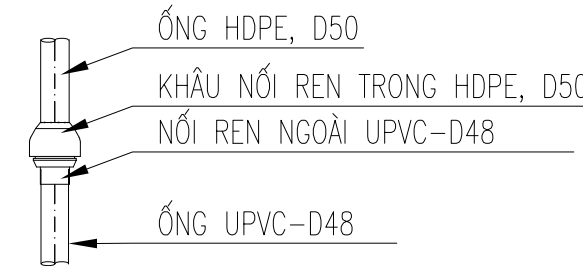 ỐNG HDPE, D50
KHÂU NỐI REN TRONG HDPE, D50
NỐI REN NGOÀI UPVC-D48
ỐNG UPVC-D48